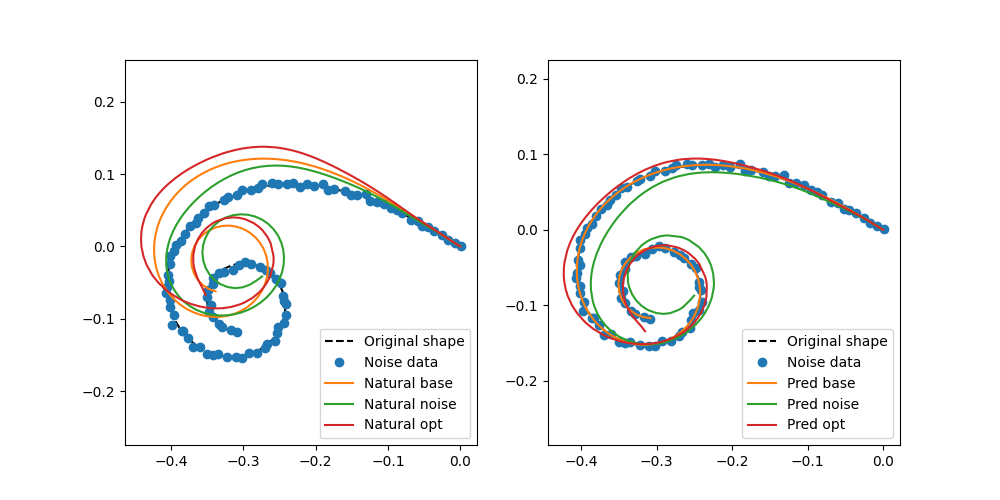 0.2
0.1
0.0
−0.1
−0.2
−0.4
−0.3
−0.2
−0.1
0.0
Original shape
Noise data
Natural base
Natural noise
Natural opt
0.2
0.1
0.0
−0.1
−0.2
−0.4
−0.3
−0.2
−0.1
0.0
Original shape
Noise data
Pred base
Pred noise
Pred opt